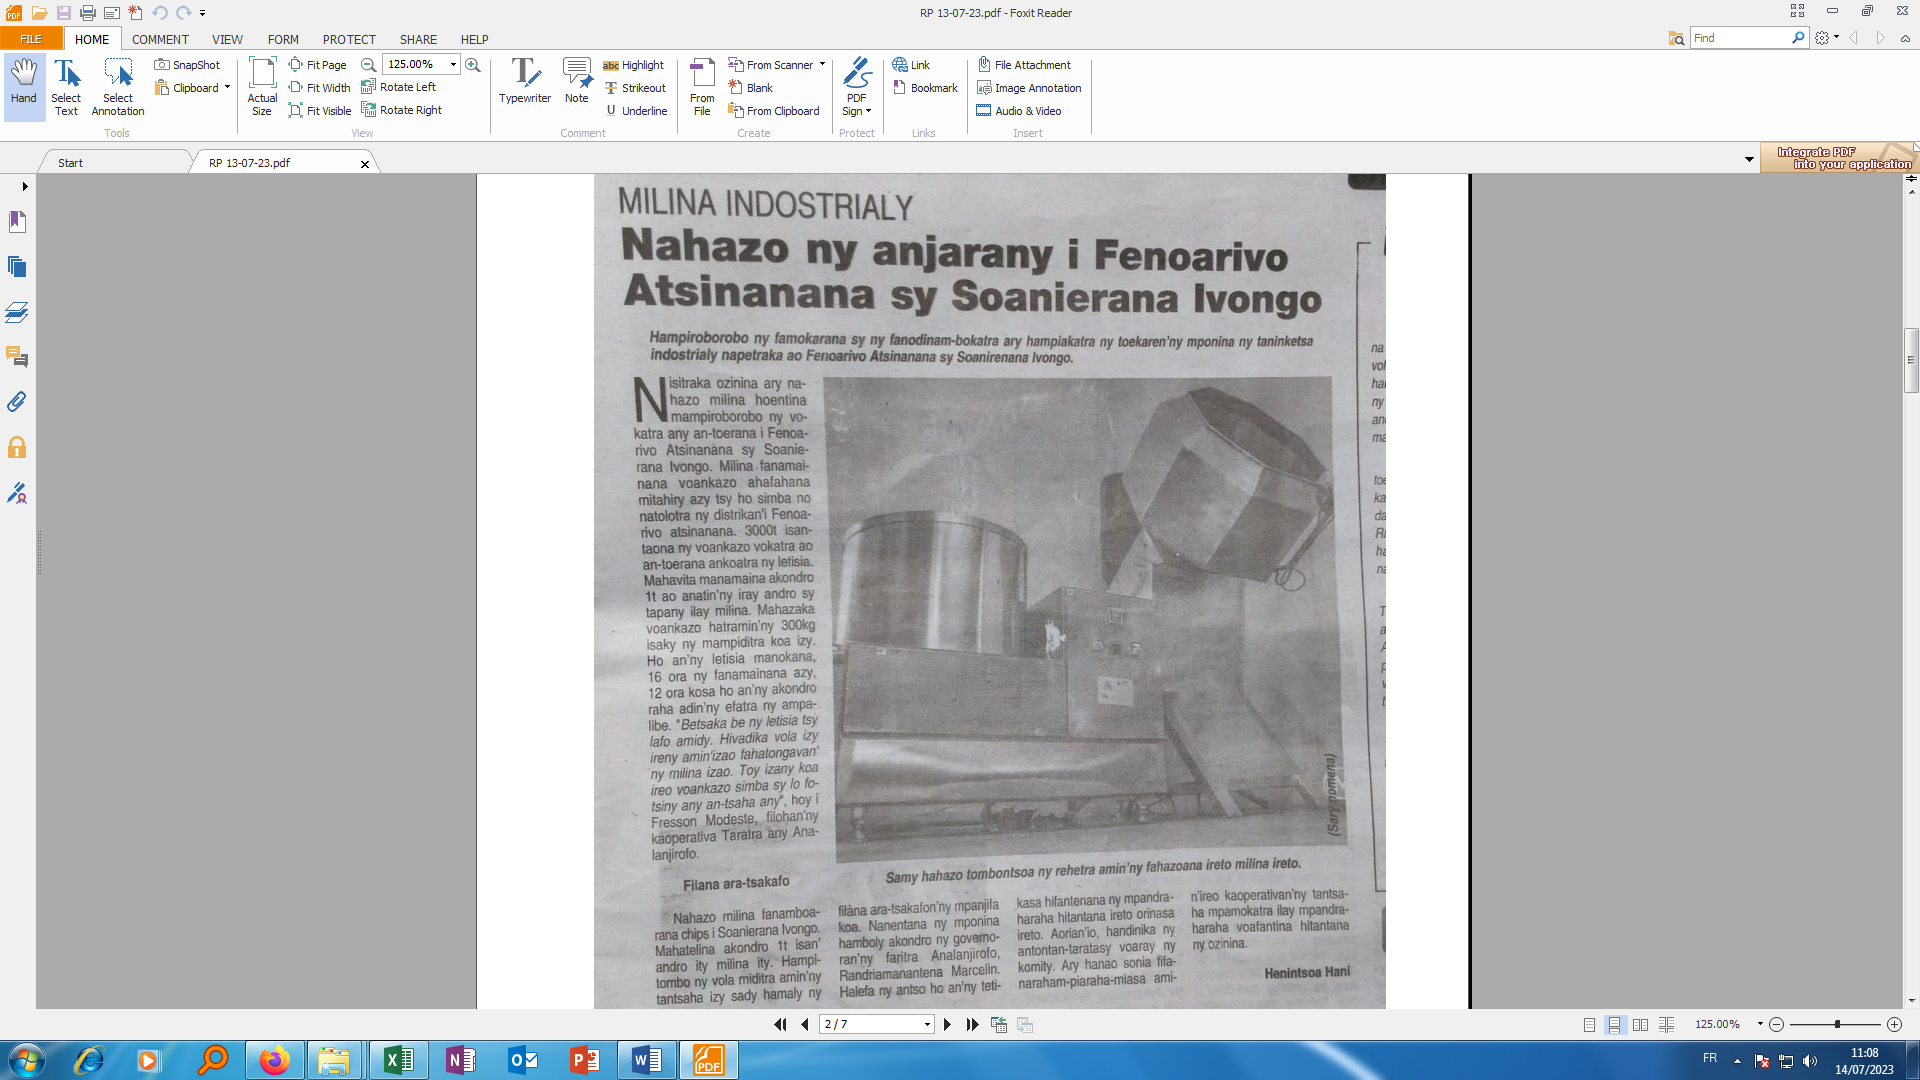 RP 13-07-23.pdf - Foxit Reader
FILE
HOME
COMMENT
VIEW
FORM
PROTECT
SHARE
HELP
Find
Hand
Select
Text
Select
Annotation
SnapShot
Clipboard
Tools
Actual
Size
Fit Page
Fit Width
Fit Visible
125.00%
Rotate Left
Rotate Right
View
Typewriter
Note
Highlight
Strikeout
Underline
Comment
From
File
From Scanner
Blank
From Clipboard
Create
PDF
Sign
Protect
Link
Bookmark
Links
File Attachment
Image Annotation
Audio & Video
Insert
Start
RP 13-07-23.pdf
Integrate PDF
into your application
MILINA INDOSTRIALY
Nahazo ny anjarany i Fenoarivo
Atsinanana sy Soanierana Ivongo
Hampiroborobo ny famokarana sy ny fanodinam-bokatra ary hampiakatra ny toekaren'ny mponina ny taninketsa
indostrialy napetraka ao Fenoarivo Atsinanana sy Soanirenana Ivongo.
Nisitraka ozinina ary na-
hazo milina hoentina
mampiroborobo ny vo-
katra any an-toerana i Fenoa-
rivo Atsinanana sy Soanie-
rana Ivongo. Milina fanamai-
nana voankazo ahafahana
mitahiry azy tsy ho simba no
natolotra ny distrikan'i Fenoa-
rivo atsinanana. 3000t isan-
taona ny voankazo vokatra ao
an-toerana ankoatra ny letisia.
Mahavita manamaina akondro
1t ao anatin'ny iray andro sy
tapany ilay milina. Mahazaka
voankazo hatramin'ny 300kg
isaky ny mampiditra koa izy.
Ho an'ny letisia manokana,
16 ora ny fanamainana azy,
12 ora kosa ho an'ny akondro
raha adin'ny efatra ny ampa-
libe. "Betsaka be ny letisia tsy
lafo amidy. Hivadika vola izy
ireny amin'izao fahatongavan'
ny milina izao. Toy izany koa
ireo voankazo simba sy lo fo-
tsiny any an-tsaha any", hoy i
Fresson Modeste, filohan'ny
kaoperativa Taratra any Ana-
lanjirofo.
Filana ara-tsakafo
Nahazo milina fanamboa-
rana chips i Soanierana Ivongo.
Mahatelina akondro 1t isan'
andro ity milina ity. Hampi-
tombo ny vola miditra amin'ny
tantsaha izy sady hamaly ny
(Sary nomena)
Samy hahazo tombontsoa ny rehetra amin'ny fahazoana ireto milina ireto.
filàna ara-tsakafon'ny mpanjifa
koa. Nanentana ny mponina
hamboly akondro ny governo-
ran'ny faritra Analanjirofo,
Randriamanantena Marcelin.
Halefa ny antso ho an'ny teti-
kasa hifantenana ny mpandra-
haraha hitantana ireto orinasa
ireto. Aorian'io, handinika ny
antontan-taratasy voaray ny
komity. Ary hanao sonia fifa-
naraham-piaraha-miasa ami-
n'ireo kaoperativan'ny tantsa-
ha mpamokatra ilay mpandra-
haraha voafantina hitantana
ny ozinina.
Henintsoa Hani
na
vol
har
ny
an
ma
toe
ka
da
Ra
ha
na
T
a
A
p
v
t
2 / 7
125.00%
FR
11:08
14/07/2023